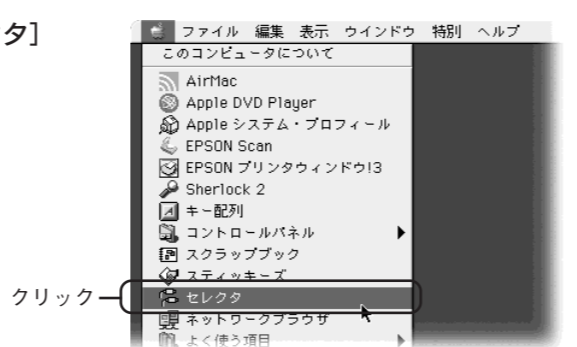 タ]
ファイル 編集 表示 ウインドウ 特別 ヘルプ
このコンピュータについて
AirMac
Apple DVD Player
Apple システム・プロフィール
EPSON Scan
EPSON プリンタウィンドウ!3
Sherlock 2
キー配列
コントロールパネル
スクラップブック
スティッキーズ
クリック
セレクタ
ネットワークブラウザ
よく使う項目